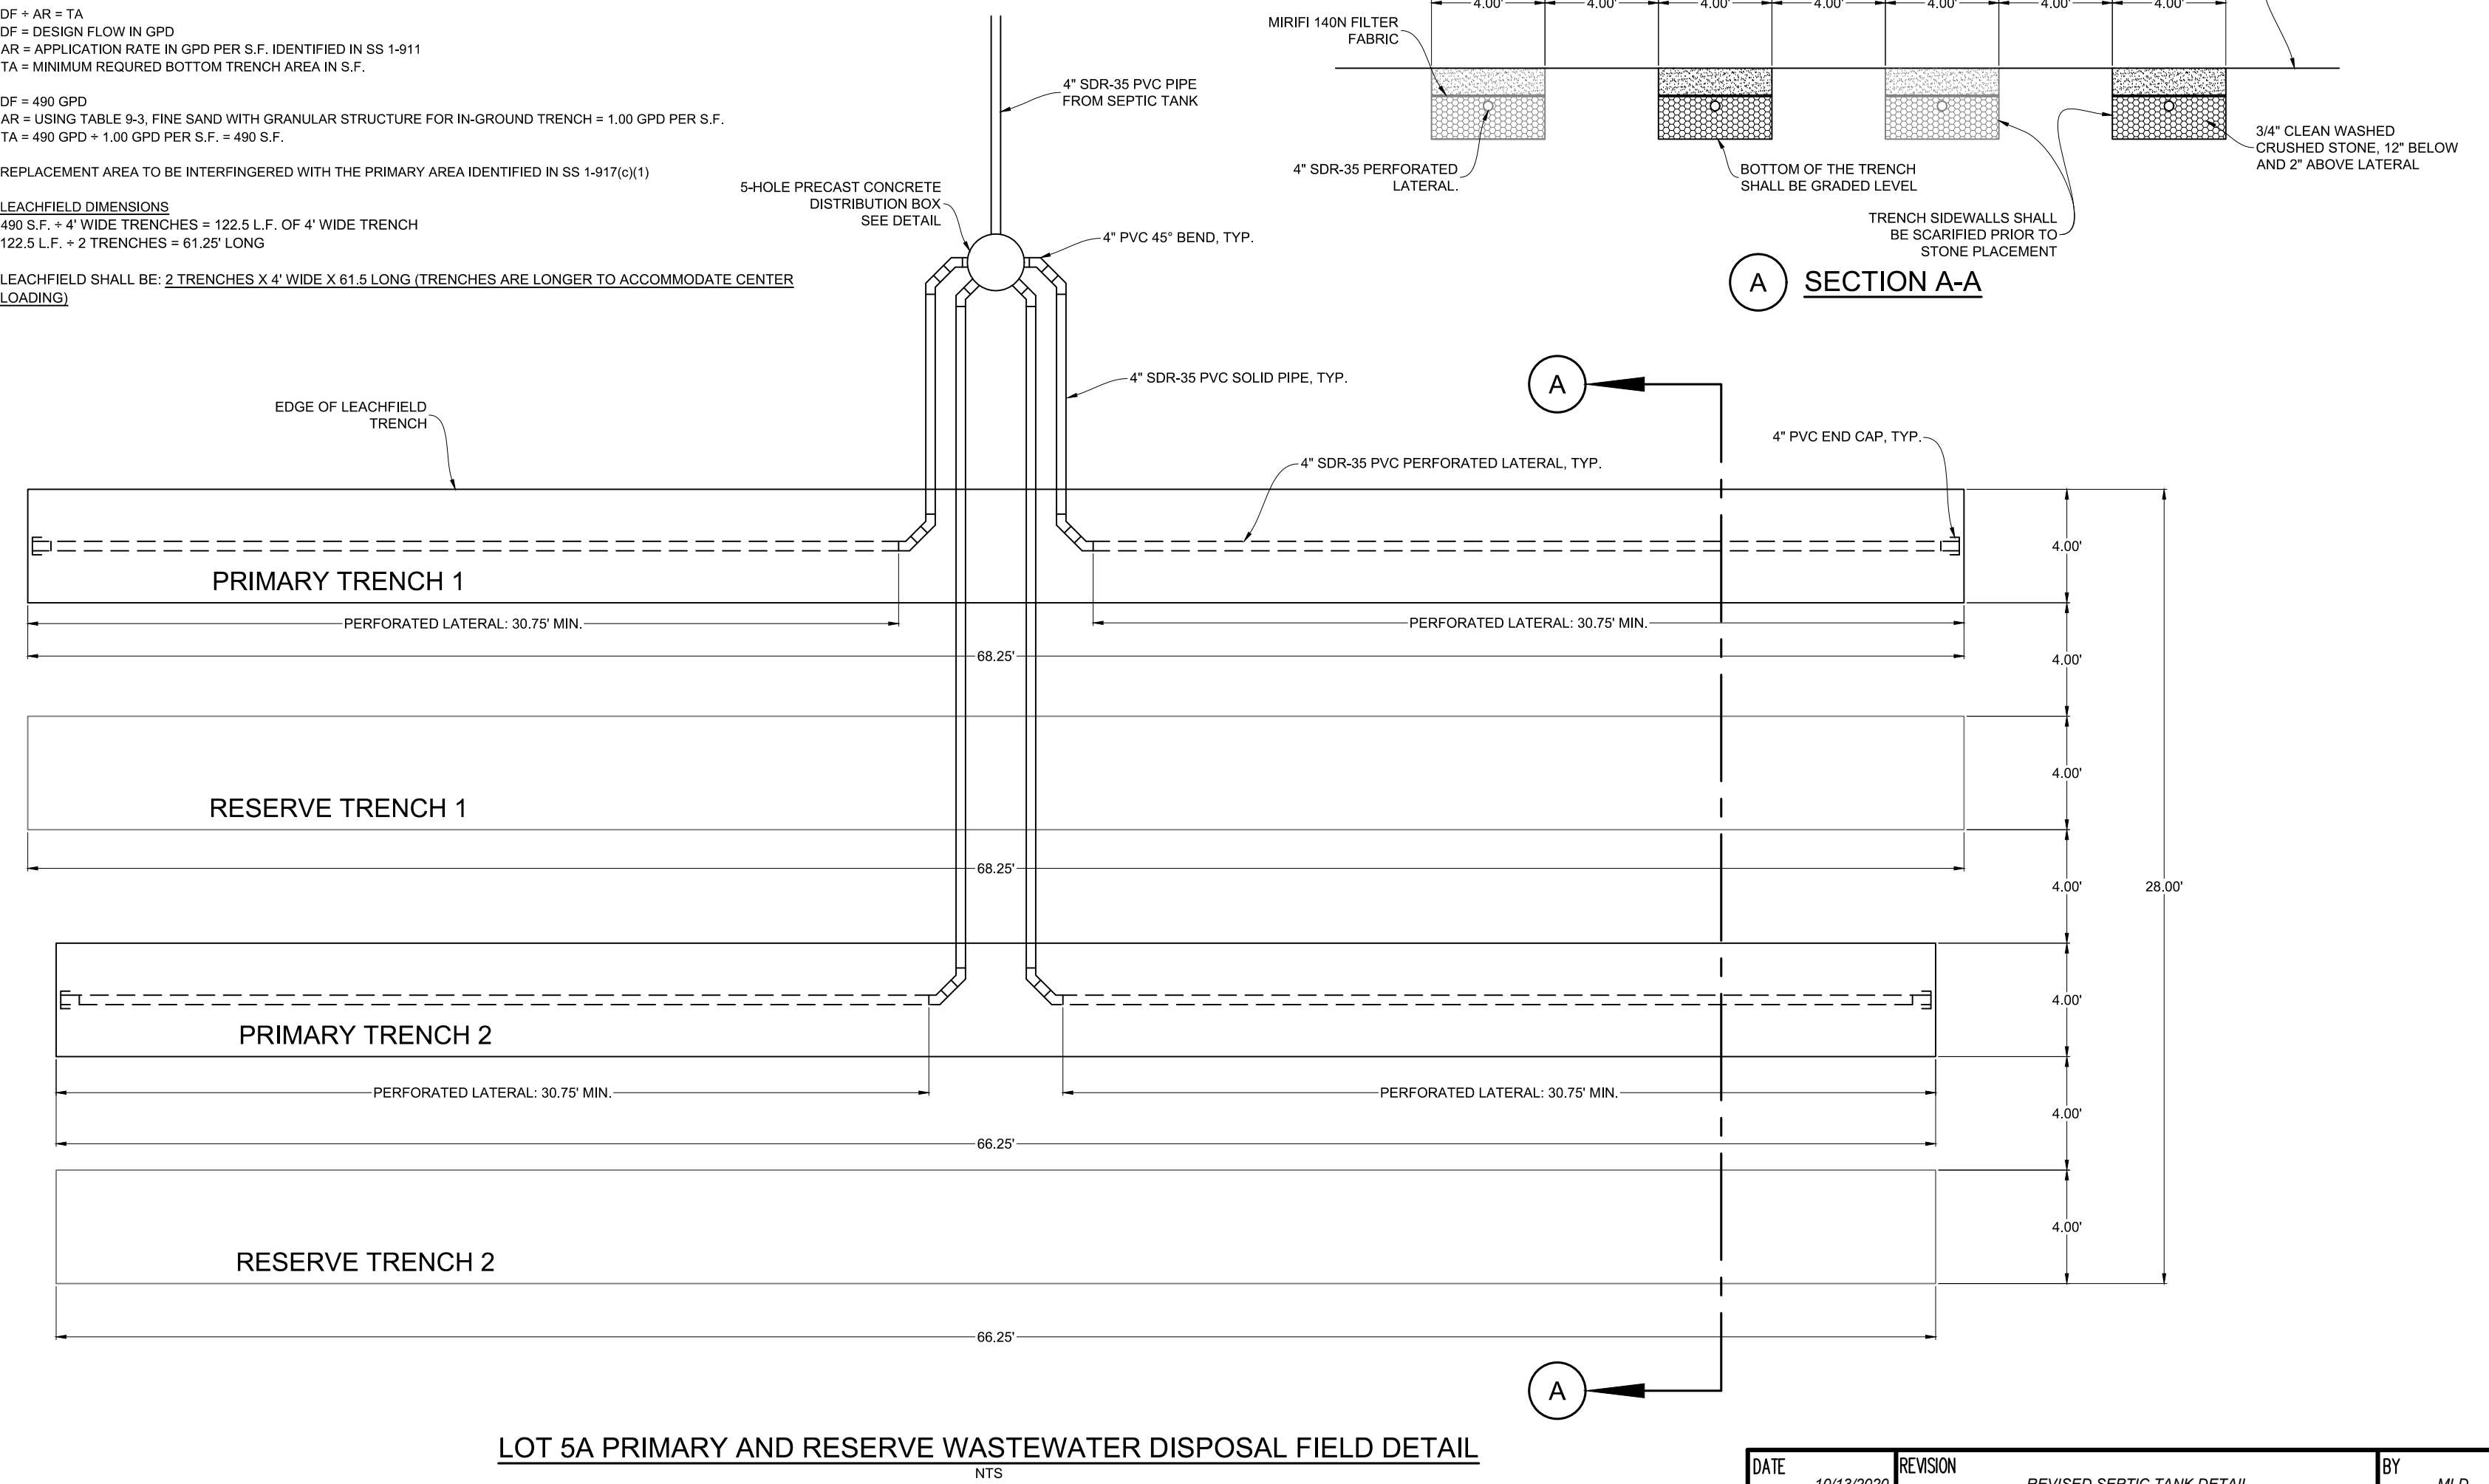 DF ÷ AR = TA
DF = DESIGN FLOW IN GPD
AR = APPLICATION RATE IN GPD PER S.F. IDENTIFIED IN SS 1-911
TA = MINIMUM REQURED BOTTOM TRENCH AREA IN S.F.
DF = 490 GPD
AR = USING TABLE 9-3, FINE SAND WITH GRANULAR STRUCTURE FOR IN-GROUND TRENCH = 1.00 GPD PER S.F.
TA = 490 GPD ÷ 1.00 GPD PER S.F. = 490 S.F.
REPLACEMENT AREA TO BE INTERFINGERED WITH THE PRIMARY AREA IDENTIFIED IN SS 1-917(c)(1)
LEACHFIELD DIMENSIONS
490 S.F. ÷ 4' WIDE TRENCHES = 122.5 L.F. OF 4' WIDE TRENCH
122.5 L.F. ÷ 2 TRENCHES = 61.25' LONG
LEACHFIELD SHALL BE: 2 TRENCHES X 4' WIDE X 61.5 LONG (TRENCHES ARE LONGER TO ACCOMMODATE CENTER
LOADING)
4" SDR-35 PVC PIPE
FROM SEPTIC TANK
5-HOLE PRECAST CONCRETE
DISTRIBUTION BOX
SEE DETAIL
4" PVC 45° BEND, TYP.
4" SDR-35 PVC SOLID PIPE, TYP.
4.00' 4.00' 4.00' 4.00' 4.00' 4.00' 4.00'
MIRIFI 140N FILTER
FABRIC
4" SDR-35 PERFORATED
LATERAL.
BOTTOM OF THE TRENCH
SHALL BE GRADED LEVEL
3/4" CLEAN WASHED
CRUSHED STONE, 12" BELOW
AND 2" ABOVE LATERAL
TRENCH SIDEWALLS SHALL
BE SCARIFIED PRIOR TO
STONE PLACEMENT
A SECTION A-A
A
EDGE OF LEACHFIELD
TRENCH
4" SDR-35 PVC PERFORATED LATERAL, TYP.
4" PVC END CAP, TYP.
4.00'
PRIMARY TRENCH 1
PERFORATED LATERAL: 30.75' MIN. PERFORATED LATERAL: 30.75' MIN.
68.25'
4.00'
4.00'
RESERVE TRENCH 1
68.25'
4.00'
28.00'
4.00'
PRIMARY TRENCH 2
PERFORATED LATERAL: 30.75' MIN. PERFORATED LATERAL: 30.75' MIN.
4.00'
66.25'
4.00'
RESERVE TRENCH 2
66.25'
A
LOT 5A PRIMARY AND RESERVE WASTEWATER DISPOSAL FIELD DETAIL
NTS
DATE REVISION BY
10/13/2020 REVISED SEPTIC TANK DETAIL MLD